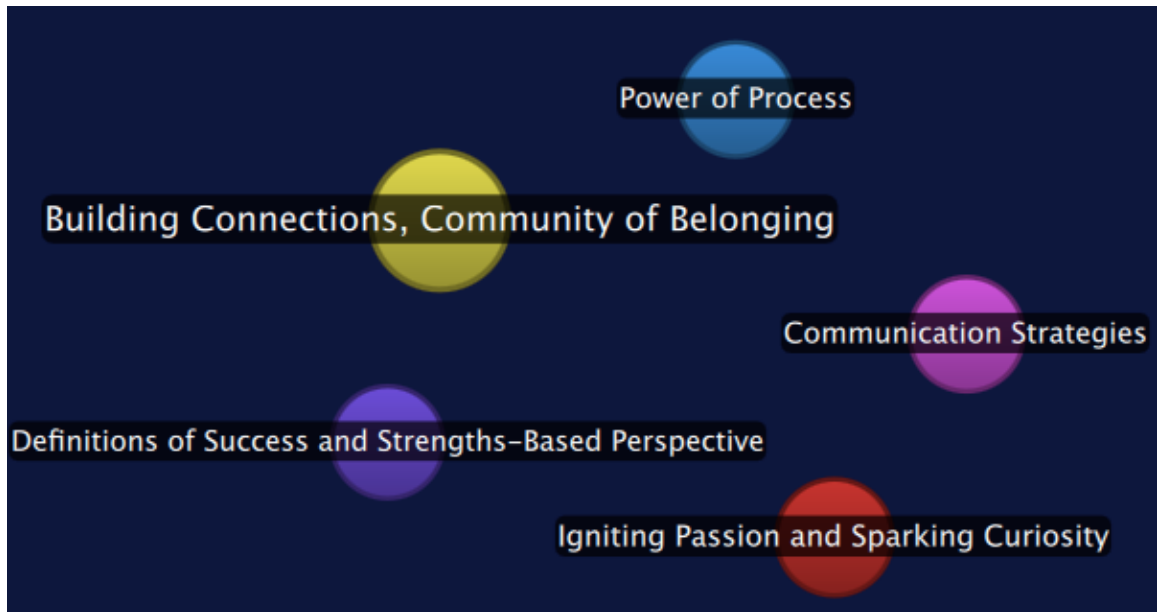 Power of Process
Building Connections, Community of Belonging
Communication Strategies
Definitions of Success and Strengths-Based Perspective
Igniting Passion and Sparking Curiosity